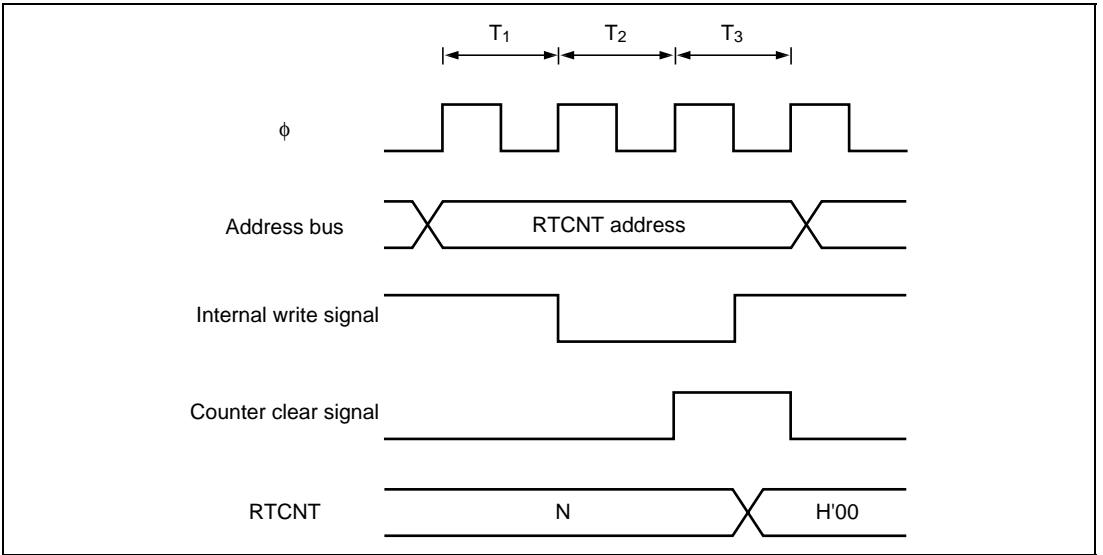 T1 T2 T3
φ
Address bus RTCNT address
Internal write signal
Counter clear signal
RTCNT N H'00